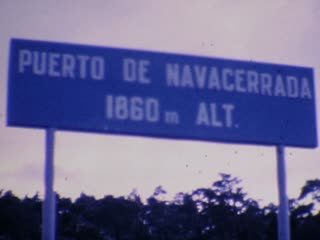 PUERTO DE NAVACERRADA
1860 m ALT.